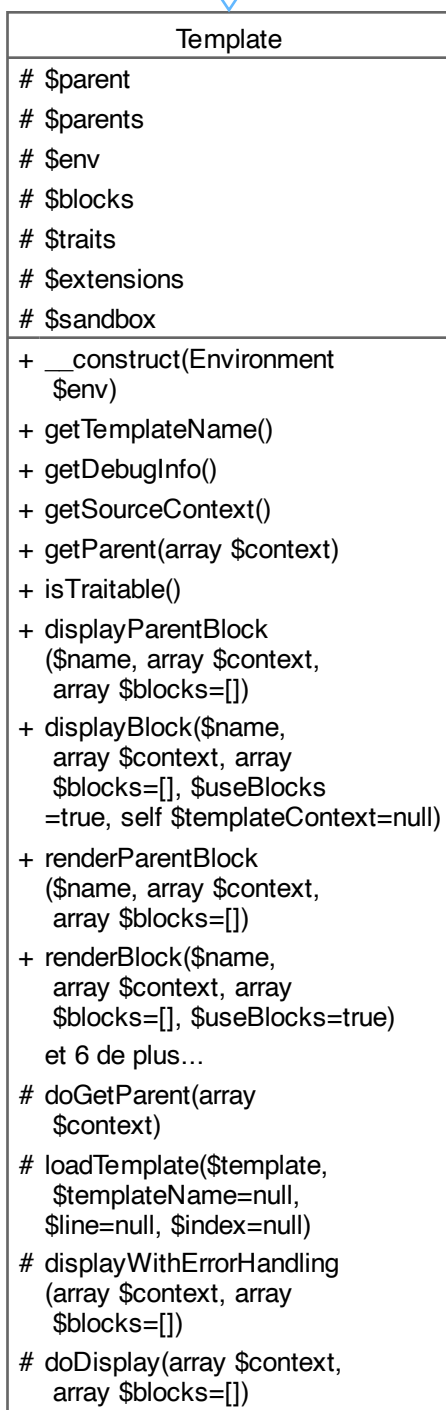 Template
# $parent
# $parents
# $env
# $blocks
# $traits
# $extensions
# $sandbox
+ __construct(Environment
$env)
+ getTemplateName()
+ getDebugInfo()
+ getSourceContext()
+ getParent(array $context)
+ isTraitable()
+ displayParentBlock
($name, array $context,
array $blocks=[])
+ displayBlock($name,
array $context, array
$blocks=[], $useBlocks
=true, self $templateContext=null)
+ renderParentBlock
($name, array $context,
array $blocks=[])
+ renderBlock($name,
array $context, array
$blocks=[], $useBlocks=true)
et 6 de plus...
# doGetParent(array
$context)
# loadTemplate($template,
$templateName=null,
$line=null, $index=null)
# displayWithErrorHandling
(array $context, array
$blocks=[])
# doDisplay(array $context,
array $blocks=[])